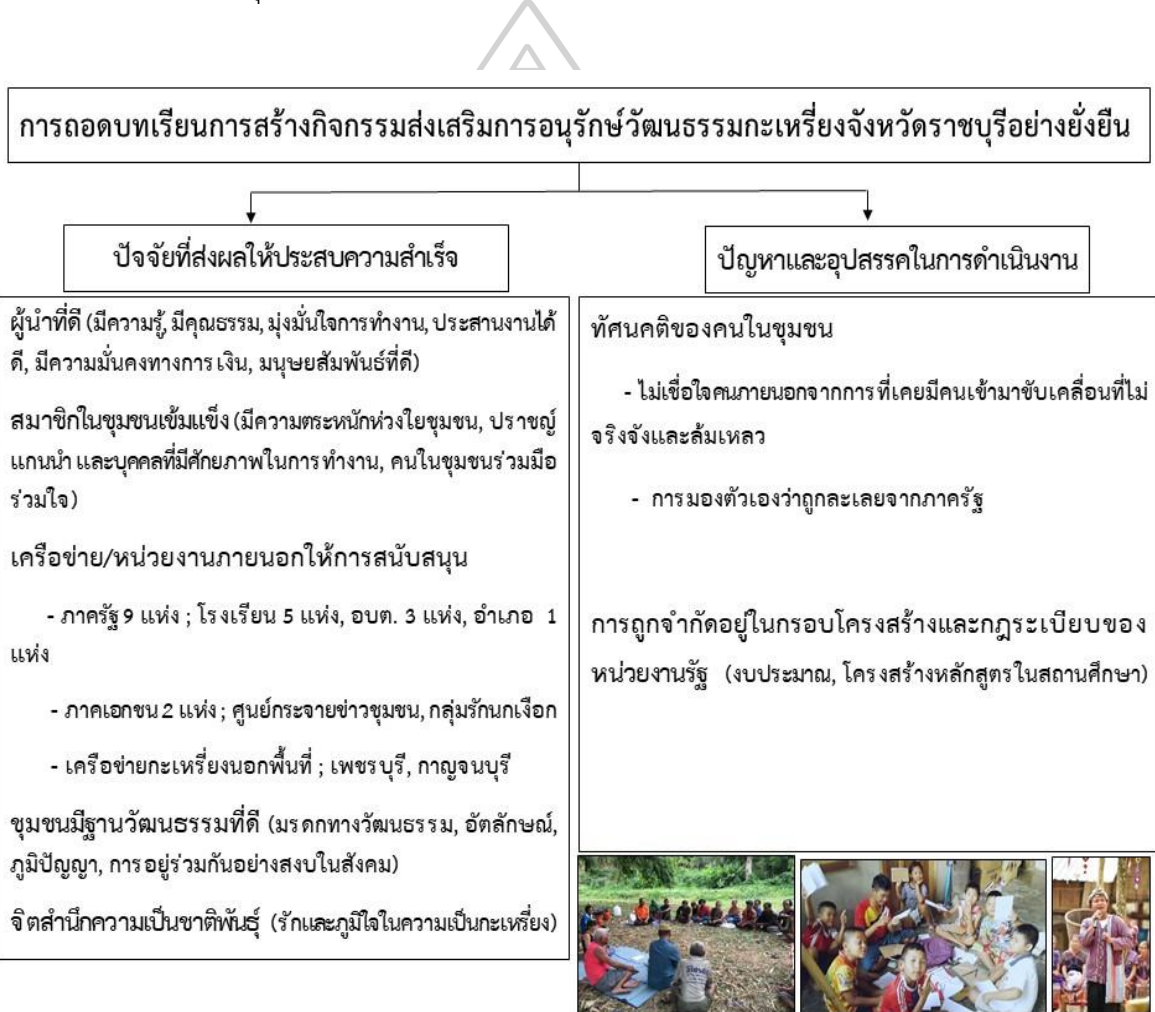 การถอดบทเรียนการสร้างกิจกรรมส่งเสริมการอนุรักษ์วัฒนธรรมกะเหรี่ยงจังหวัดราชบุรีอย่างยั่งยืน
ปัจจัยที่ส่งผลให้ประสบความสำเร็จ
ผู้นำที่ดี (มีความรู้, มีคุณธรรม, มุ่งมั่นใจการทำงาน, ประสานงานได้
ดี, มีความมั่นคงทางการเงิน, มนุษยสัมพันธ์ที่ดี)
สมาชิกในชุมชนเข้มแข็ง (มีความตระหนักห่วงใยชุมชน, ปราชญ์
แกนนำ และบุคคลที่มีศักยภาพในการทำงาน, คนในชุมชนร่วมมือ
ร่วมใจ)
เครือข่าย/หน่วยงานภายนอกให้การสนับสนุน
- ภาครัฐ 9 แห่ง ; โรงเรียน 5 แห่ง, อบต. 3 แห่ง, อำเภอ 1
แห่ง
- ภาคเอกชน 2 แห่ง ; ศูนย์กระจายข่าวชุมชน, กลุ่มรักนกเงือก
- เครือข่ายกะเหรี่ยงนอกพื้นที่ ; เพชรบุรี, กาญจนบุรี
ชุมชนมีฐานวัฒนธรรมที่ดี (มรดกทางวัฒนธรรม, อัตลักษณ์,
ภูมิปัญญา, การอยู่ร่วมกันอย่างสงบในสังคม)
จิตสำนึกความเป็นชาติพันธุ์ (รักและภูมิใจในความเป็นกะเหรี่ยง)
ปัญหาและอุปสรรคในการดำเนินงาน
ทัศนคติของคนในชุมชน
- ไม่เชื่อใจคนภายนอกจากการที่เคยมีคนเข้ามาขับเคลื่อนที่ไม่
จริงจังและล้มเหลว
- การมองตัวเองว่าถูกละเลยจากภาครัฐ
การถูกจำกัดอยู่ในกรอบโครงสร้างและกฎระเบียบของ
หน่วยงานรัฐ (งบประมาณ, โครงสร้างหลักสูตรในสถานศึกษา)